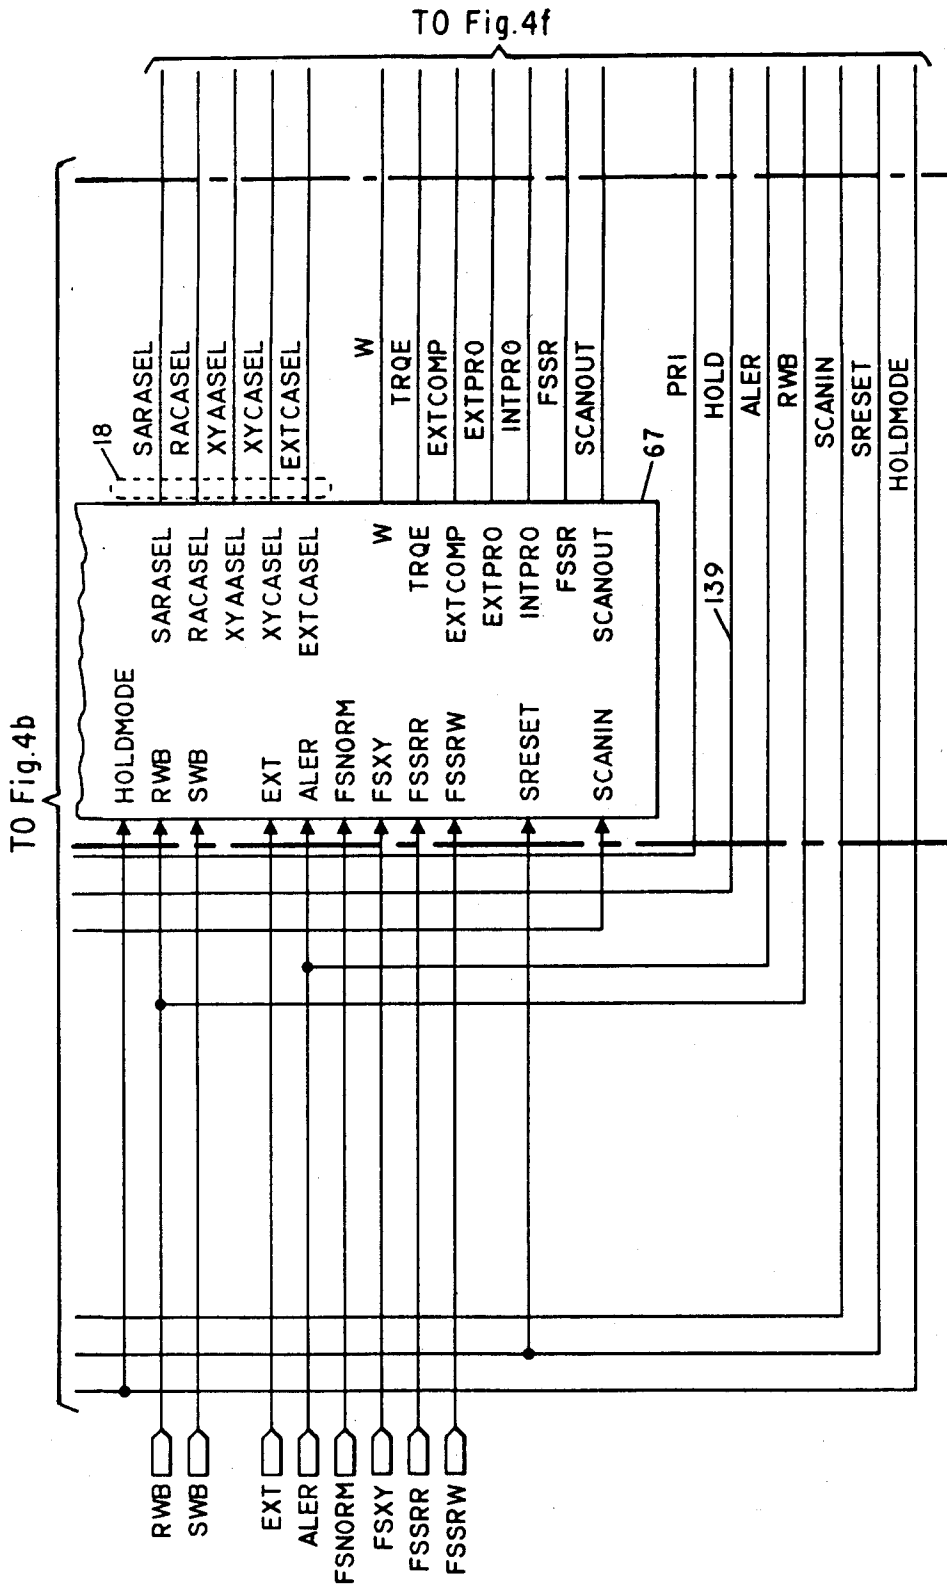 TO Fig.4f
TO Fig.4b
18
SARASEL
RACASEL
XYAASEL
XYCASEL
EXTCASEL
W
TRQE
EXTCOMP
EXTPRO
INTPRO
FSSR
SCANOUT
67
PRI
HOLD
ALER
RWB
SCANIN
SRESET
HOLDMODE
139
SARASEL
RACASEL
XYAASEL
XYCASEL
EXTCASEL
W
TRQE
EXTCOMP
EXTPRO
INTPRO
FSSR
SCANOUT
HOLDMODE
RWB
SWB
EXT
ALER
FSNORM
FSXY
FSSRR
FSSRW
SRESET
SCANIN
RWB
SWB
EXT
ALER
FSNORM
FSXY
FSSRR
FSSRW